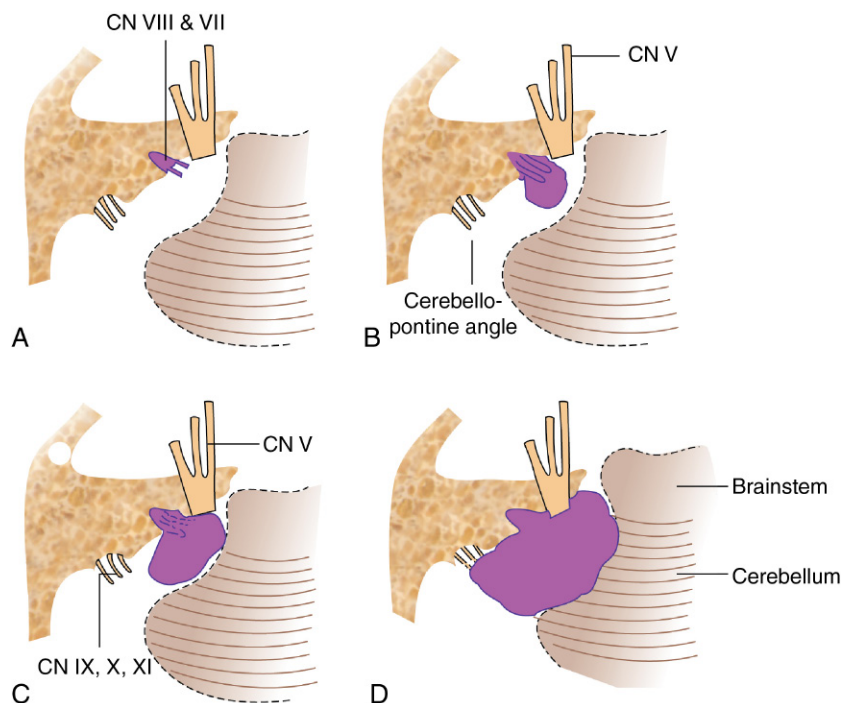 CN VIII & VII
A
CN V
Cerebello-
pontine angle
B
CN V
CN IX, X, XI
C
Brainstem
Cerebellum
D